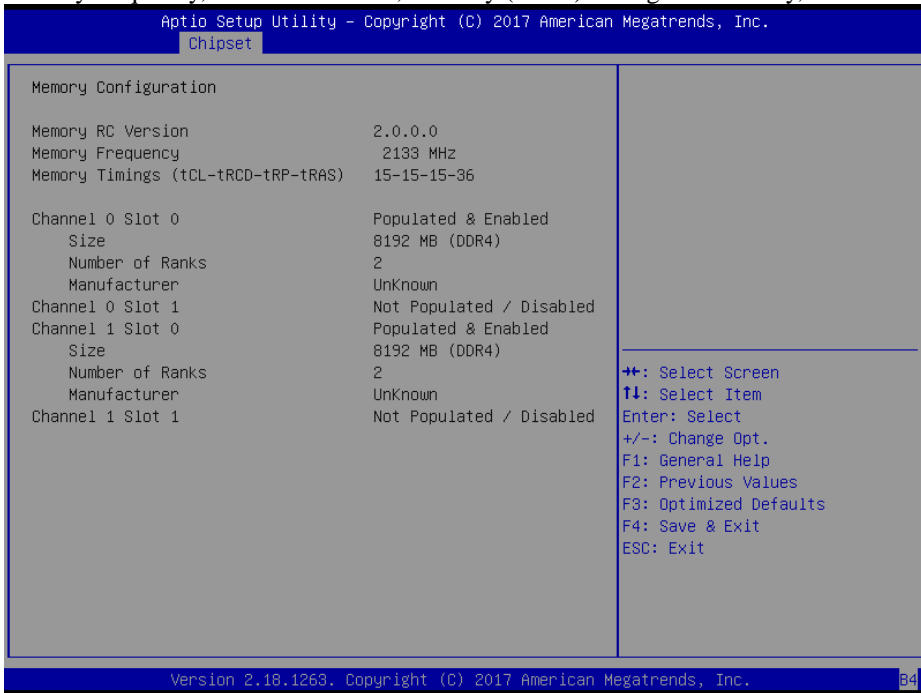 Aptio Setup Utility – Copyright (C) 2017 American Megatrends, Inc.
Chipset
Memory Configuration
Memory RC Version 2.0.0.0
Memory Frequency 2133 MHz
Memory Timings (tCL-tRCD-tRP-tRAS) 15-15-15-36
Channel 0 Slot 0 Populated & Enabled
Size 8192 MB (DDR4)
Number of Ranks 2
Manufacturer UnKnown
Channel 0 Slot 1 Not Populated / Disabled
Channel 1 Slot 0 Populated & Enabled
Size 8192 MB (DDR4)
Number of Ranks 2
Manufacturer UnKnown
Channel 1 Slot 1 Not Populated / Disabled
→←: Select Screen
↑↓: Select Item
Enter: Select
+/-: Change Opt.
F1: General Help
F2: Previous Values
F3: Optimized Defaults
F4: Save & Exit
ESC: Exit
Version 2.18.1263. Copyright (C) 2017 American Megatrends, Inc.
B4